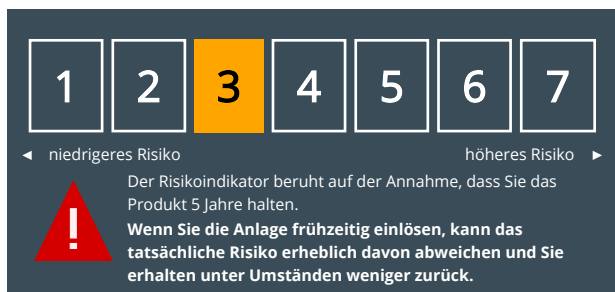 1 2 3 4 5 6 7
◄ niedrigeres Risiko höheres Risiko ►
Der Risikoindikator beruht auf der Annahme, dass Sie das
Produkt 5 Jahre halten.
Wenn Sie die Anlage frühzeitig einlösen, kann das
tatsächliche Risiko erheblich davon abweichen und Sie
erhalten unter Umständen weniger zurück.
!